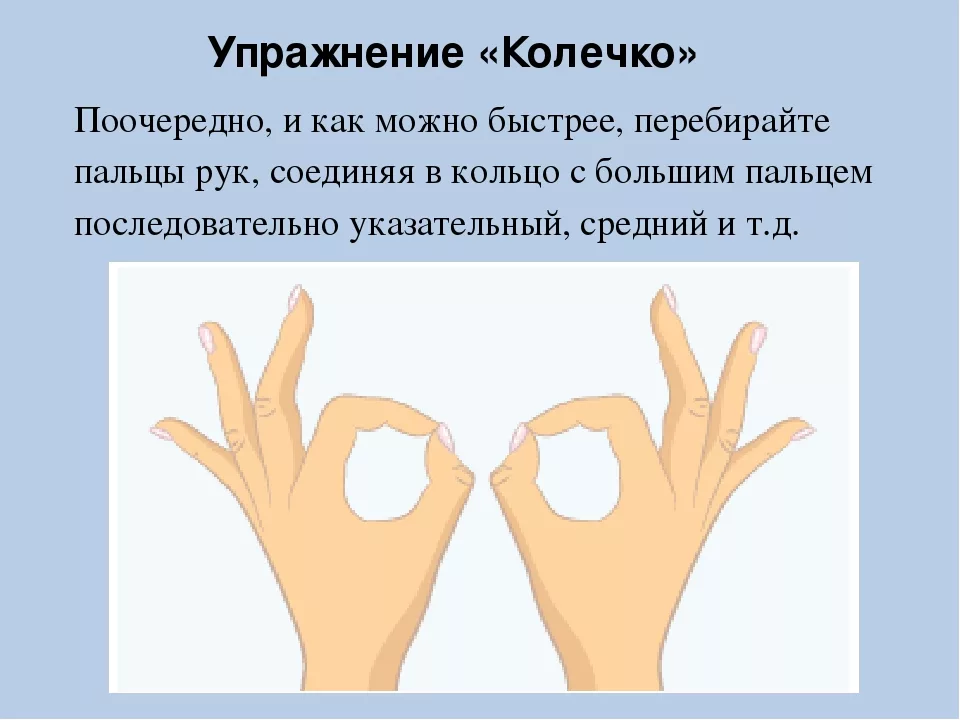 Упражнение «Колечко»
Поочередно, и как можно быстрее, перебирайте
пальцы рук, соединяя в кольцо с большим пальцем
последовательно указательный, средний и т.д.